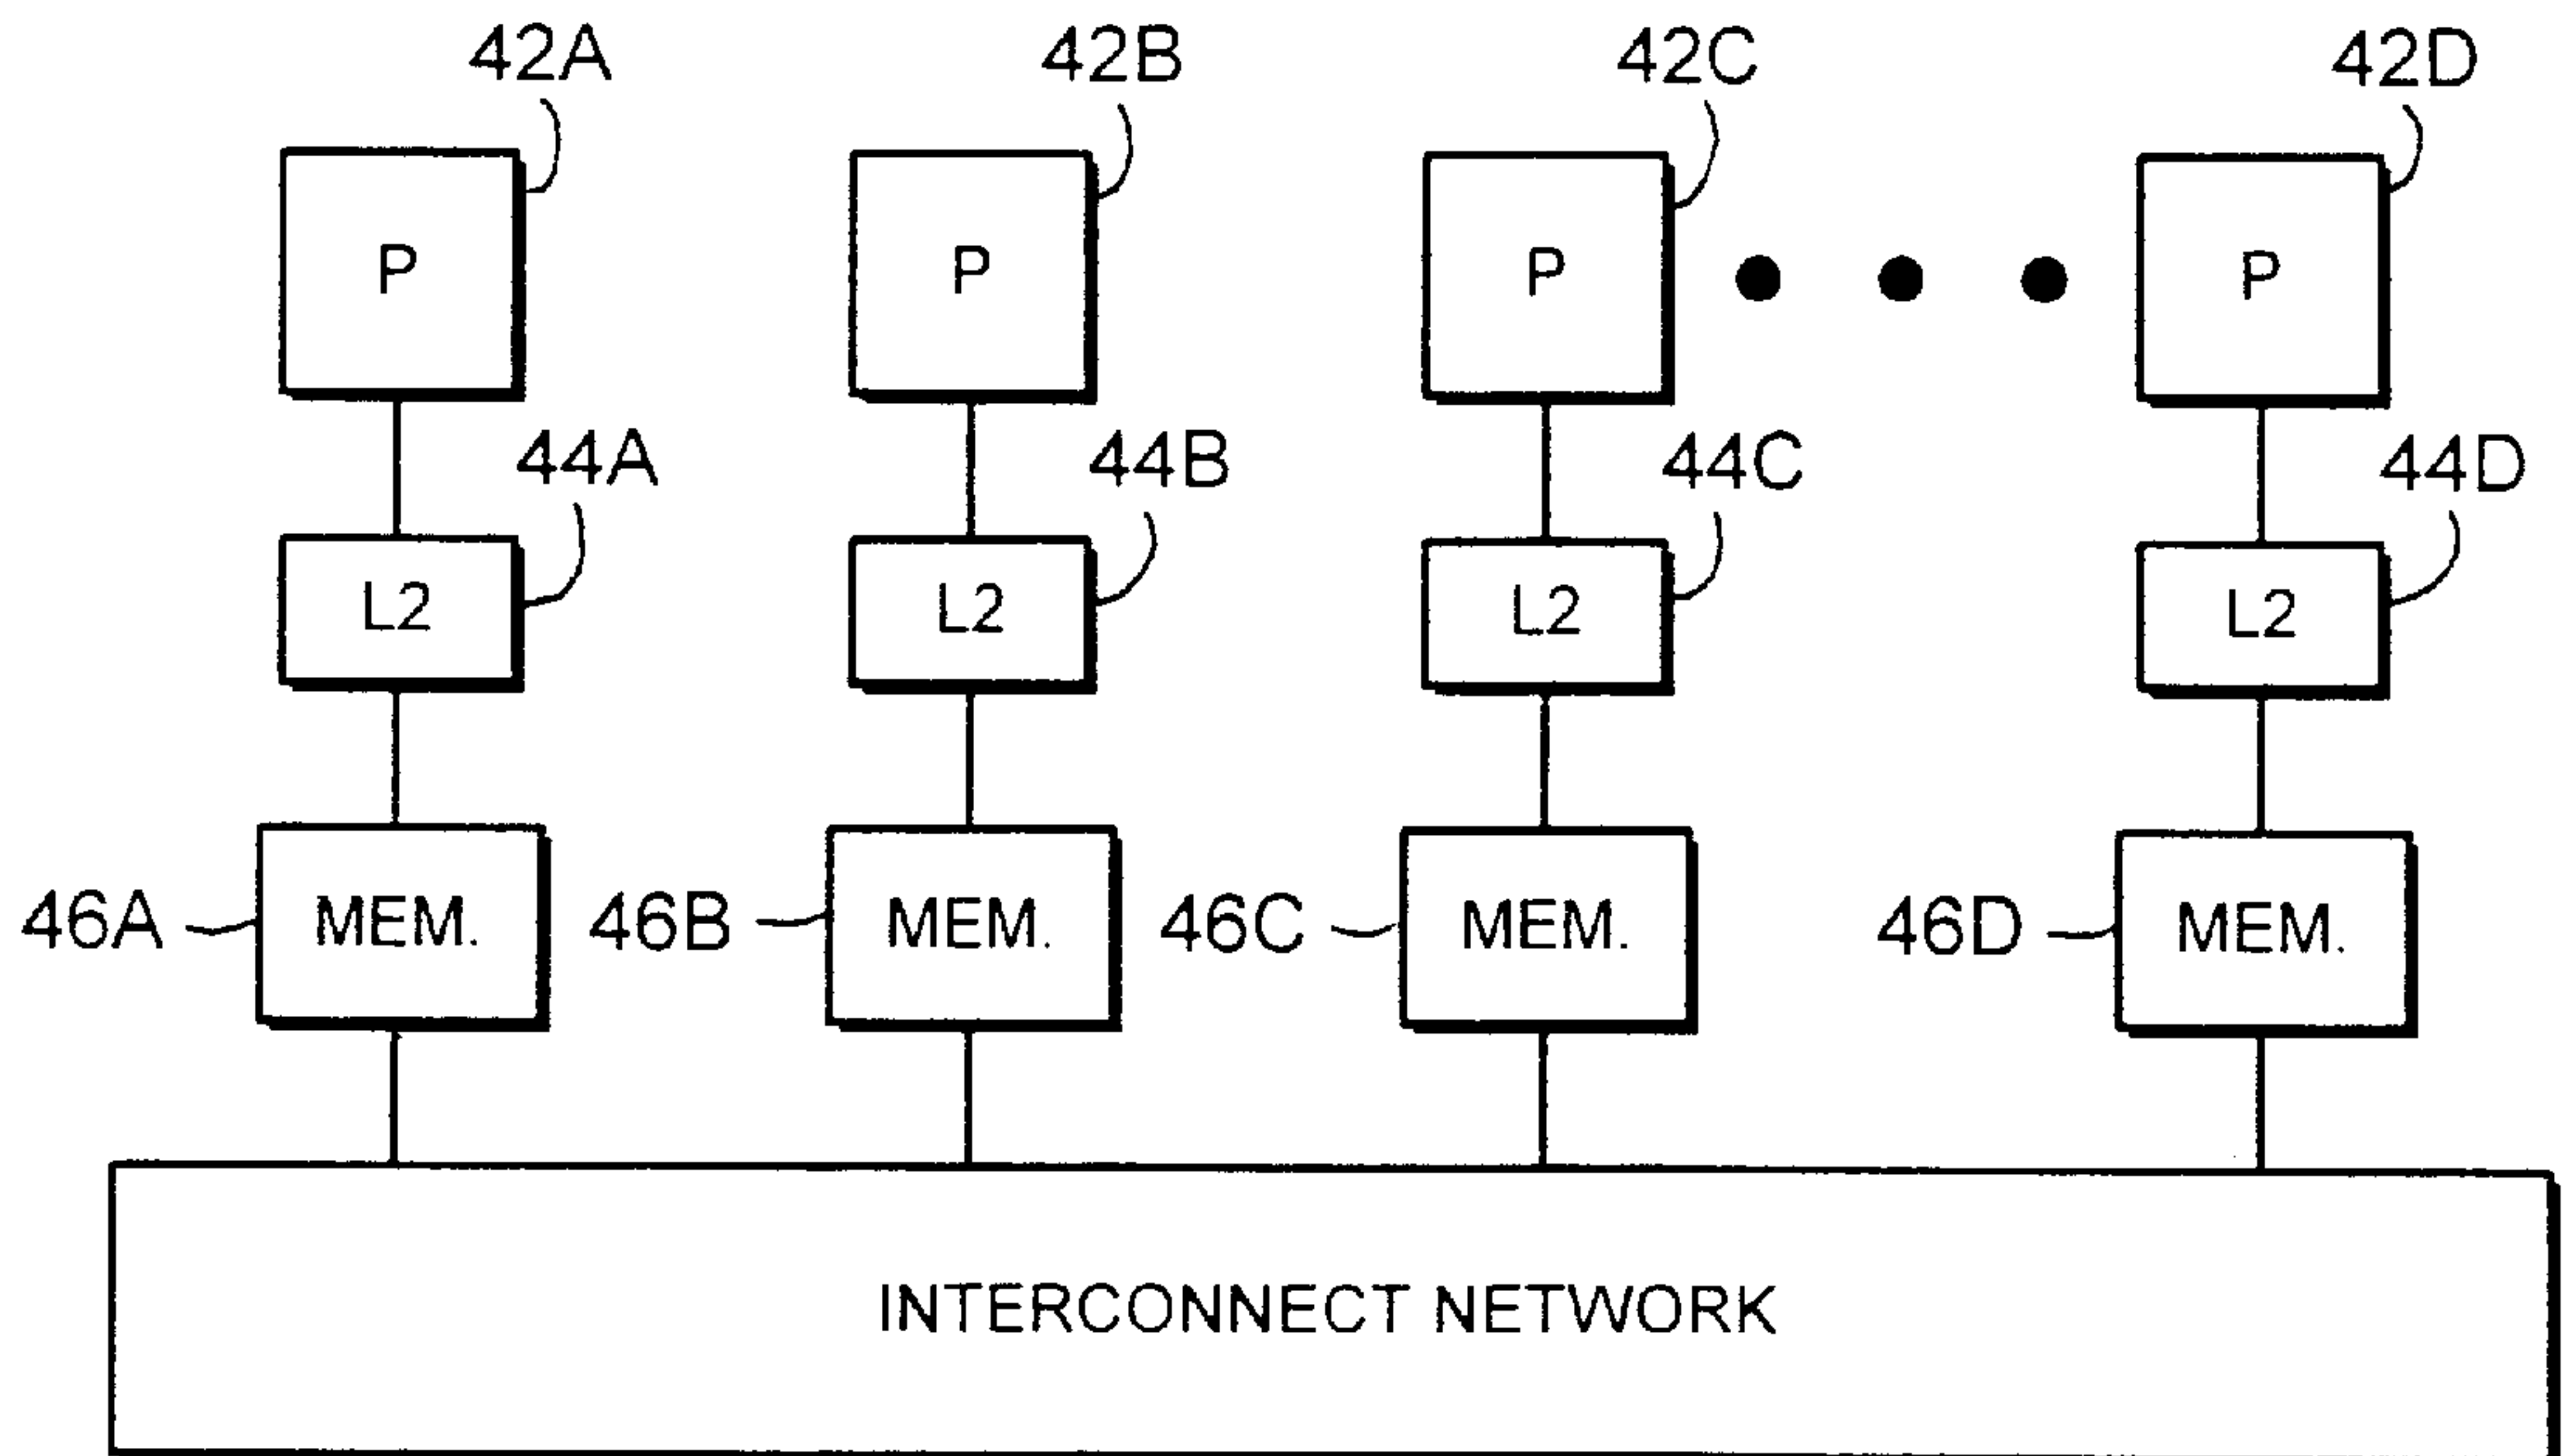 42A 42B 42C 42D
P P P P
44A 44B 44C 44D
L2 L2 L2 L2
46A MEM. 46B MEM. 46C MEM. 46D MEM.
INTERCONNECT NETWORK